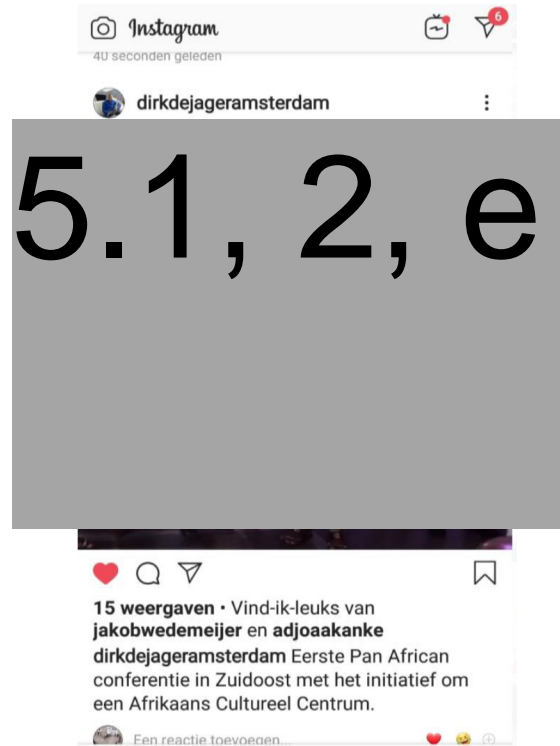 Instagram
6
40 seconden geleden
dirkdejageramsterdam
5.1, 2, e
15 weergaven • Vind-ik-leuks van
jakobwedemeijer en adjoaakanke
dirkdejageramsterdam Eerste Pan African
conferentie in Zuidoost met het initiatief om
een Afrikaans Cultureel Centrum.
Een reactie toevoegen...